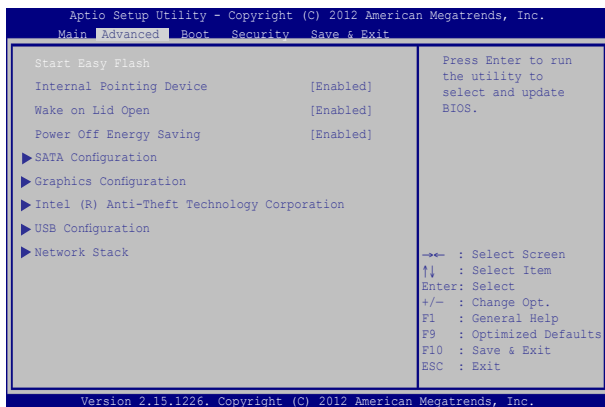 Aptio Setup Utility - Copyright (C) 2012 American Megatrends, Inc.
Main Advanced Boot Security Save & Exit
Start Easy Flash
Internal Pointing Device [Enabled]
Wake on Lid Open [Enabled]
Power Off Energy Saving [Enabled]
SATA Configuration
Graphics Configuration
Intel (R) Anti-Theft Technology Corporation
USB Configuration
Network Stack
Press Enter to run
the utility to
select and update
BIOS.
→← : Select Screen
↑↓ : Select Item
Enter: Select
+/— : Change Opt.
F1 : General Help
F9 : Optimized Defaults
F10 : Save & Exit
ESC : Exit
Version 2.15.1226. Copyright (C) 2012 American Megatrends, Inc.